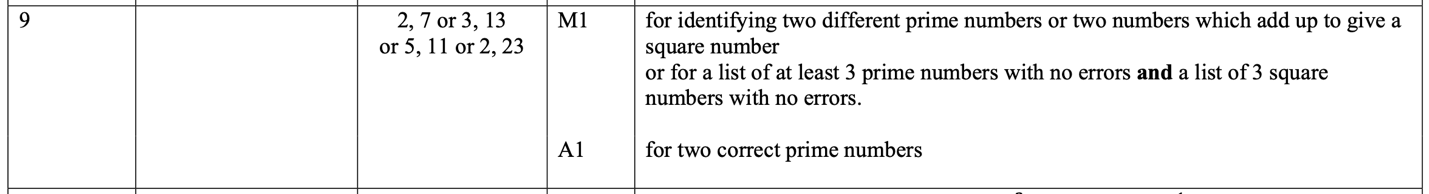 9
2, 7 or 3, 13
or 5, 11 or 2, 23
M1
for identifying two different prime numbers or two numbers which add up to give a
square number
or for a list of at least 3 prime numbers with no errors and a list of 3 square
numbers with no errors.
A1
for two correct prime numbers